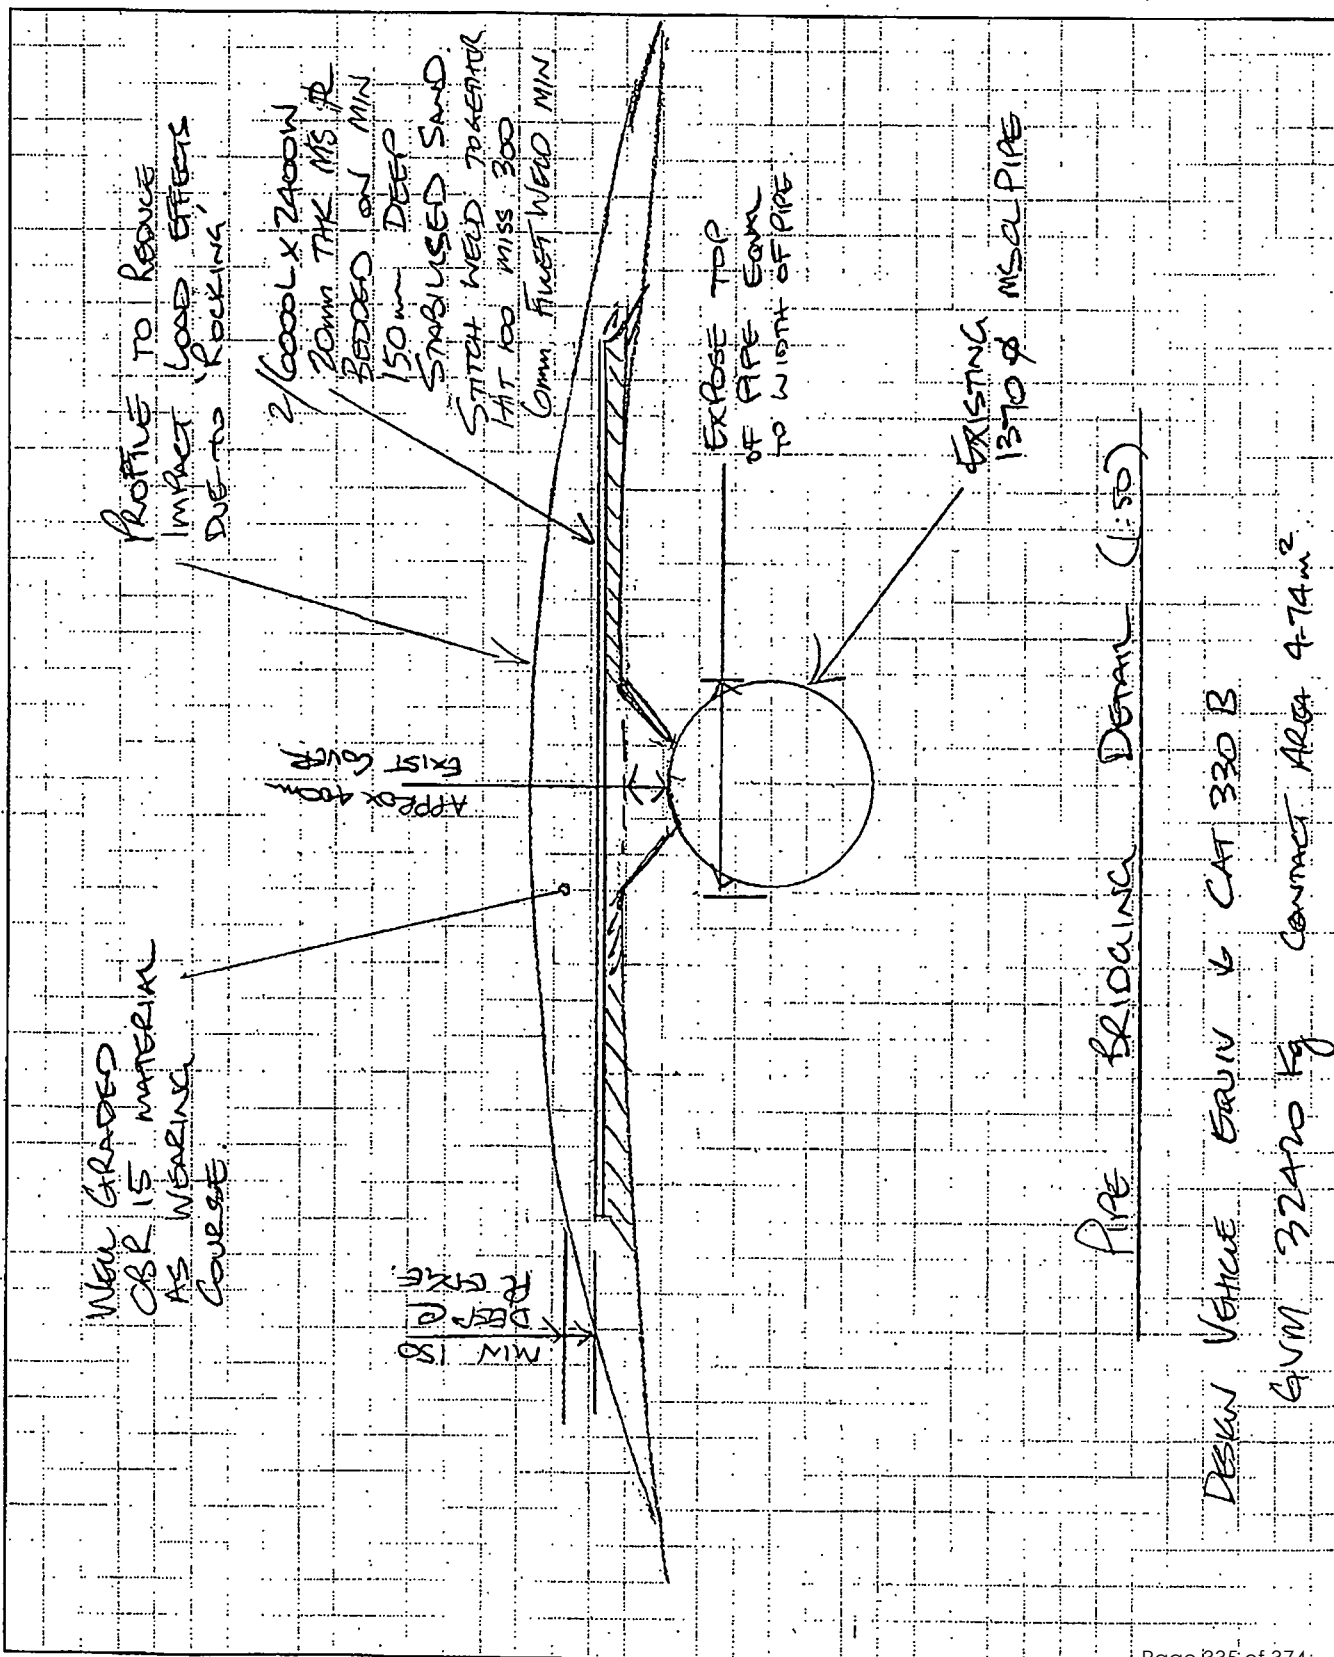 WELL GRADED
CBR 15 MATERIAL
AS WEARING
COURSE.
PROFILE TO REDUCE
IMPACT LOAD EFFECTS
DUE TO 'ROCKING'
2/6000L X 2400W
20mm THK MS PL
BEDDED ON MIN
150mm DEEP
STABILISED SAND.
STITCH WELD TOGETHER
HIT 100 MISS 300
6mm FILLET WELD MIN
MIN 150
DEEP @
PL EDGE.
APPROX 400mm
EXIST COVER
EXPOSE TOP
OF PIPE EQUAL
TO WIDTH OF PIPE
EXISTING
1370 Ø MSCL PIPE
PIPE BRIDGING DETAIL (1:50)
DESIGN VEHICLE EQUIV to CAT 330 B
GVM 32420 Kg CONTACT AREA 4.74m²
Page 335 of 374